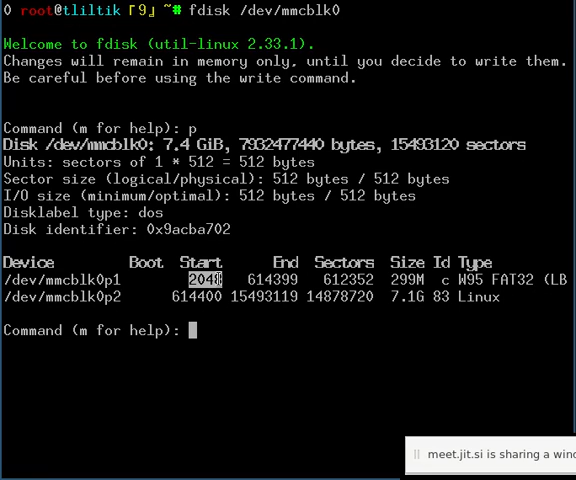 0 root@tliltik 『9』 ~# fdisk /dev/mmcblk0
Welcome to fdisk (util-linux 2.33.1).
Changes will remain in memory only, until you decide to write them.
Be careful before using the write command.
Command (m for help): p
Disk /dev/mmcblk0: 7.4 GiB, 7932477440 bytes, 15493120 sectors
Units: sectors of 1 * 512 = 512 bytes
Sector size (logical/physical): 512 bytes / 512 bytes
I/O size (minimum/optimal): 512 bytes / 512 bytes
Disklabel type: dos
Disk identifier: 0x9acba702
Device Boot Start End Sectors Size Id Type
/dev/mmcblk0p1 2048 614399 612352 299M c W95 FAT32 (LB
/dev/mmcblk0p2 614400 15493119 14878720 7.1G 83 Linux
Command (m for help):
meet.jit.si is sharing a wind